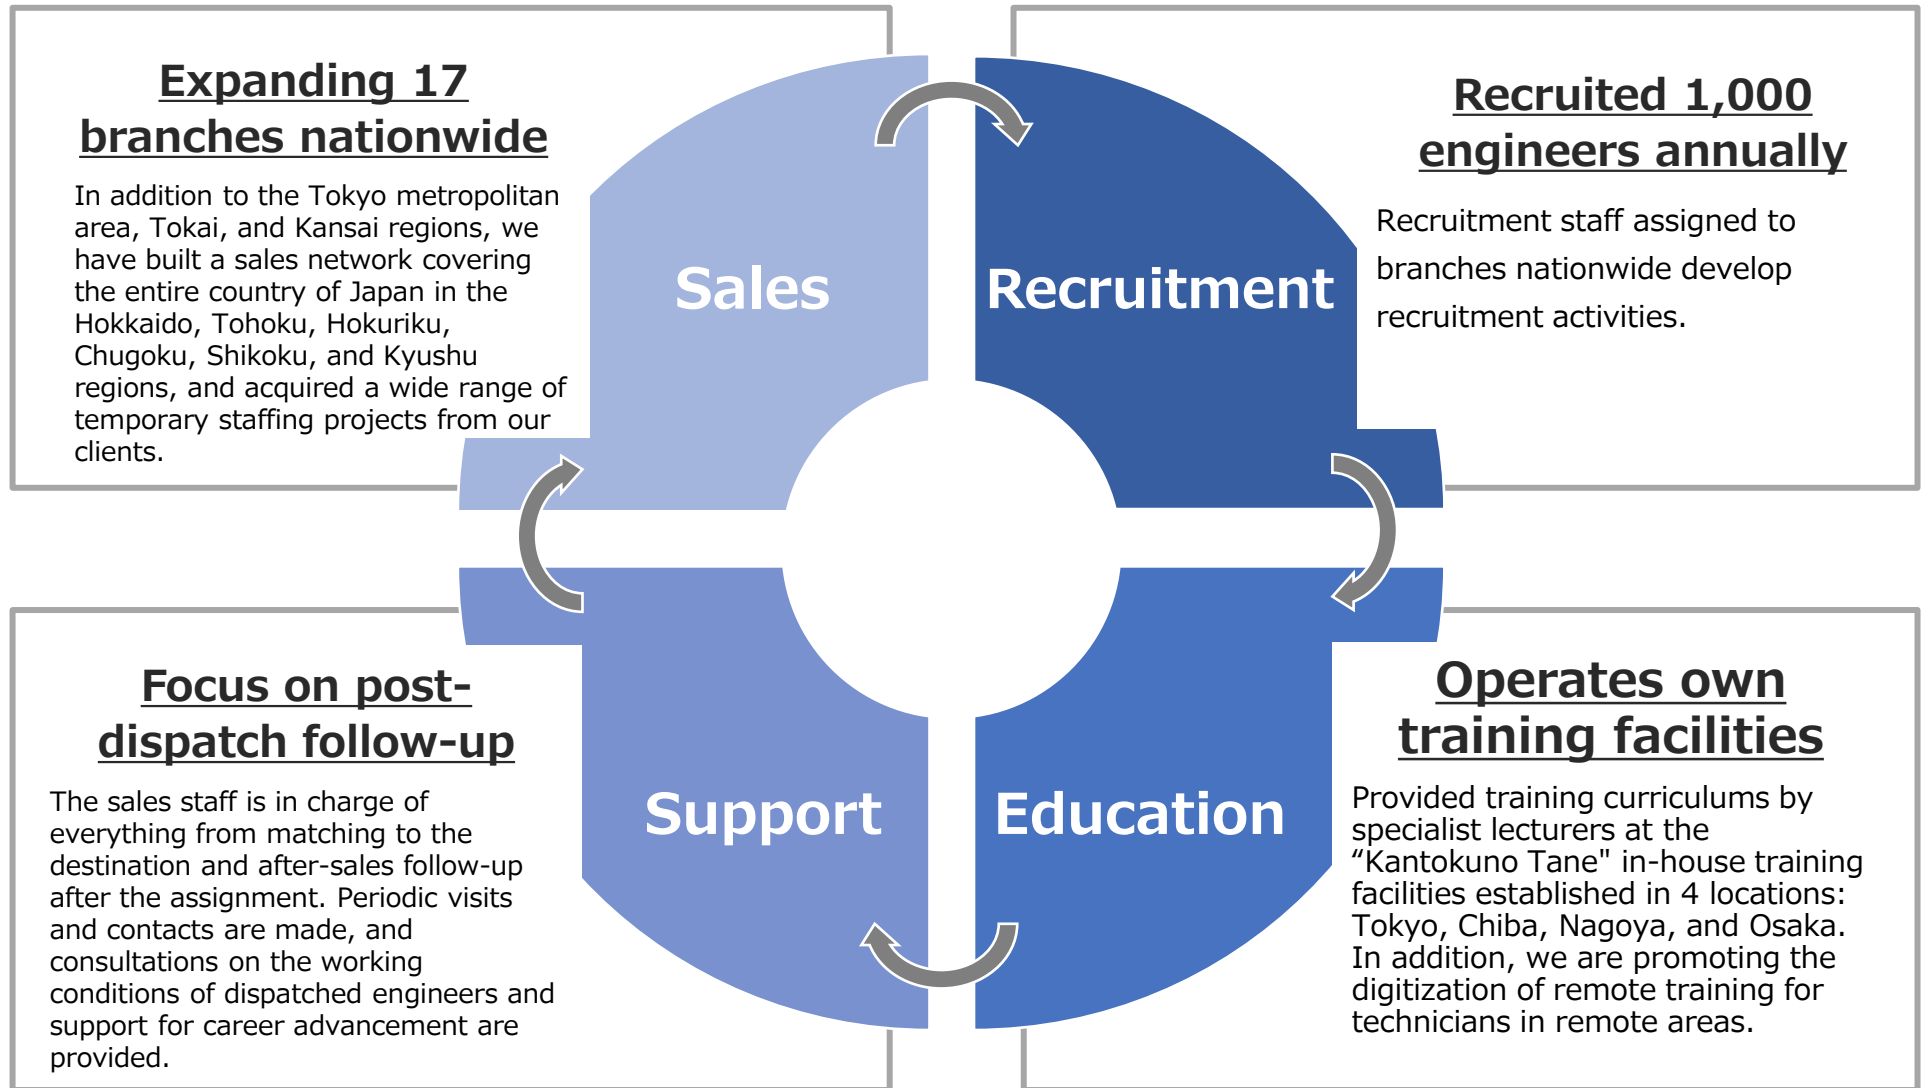 Expanding 17
branches nationwide
In addition to the Tokyo metropolitan
area, Tokai, and Kansai regions, we
have built a sales network covering
the entire country of Japan in the
Hokkaido, Tohoku, Hokuriku,
Chugoku, Shikoku, and Kyushu
regions, and acquired a wide range of
temporary staffing projects from our
clients.
Sales
Recruitment
Recruited 1,000
engineers annually
Recruitment staff assigned to
branches nationwide develop
recruitment activities.
Focus on post-
dispatch follow-up
The sales staff is in charge of
everything from matching to the
destination and after-sales follow-up
after the assignment. Periodic visits
and contacts are made, and
consultations on the working
conditions of dispatched engineers and
support for career advancement are
provided.
Support
Education
Operates own
training facilities
Provided training curriculums by
specialist lecturers at the
“Kantokuno Tane" in-house training
facilities established in 4 locations:
Tokyo, Chiba, Nagoya, and Osaka.
In addition, we are promoting the
digitization of remote training for
technicians in remote areas.